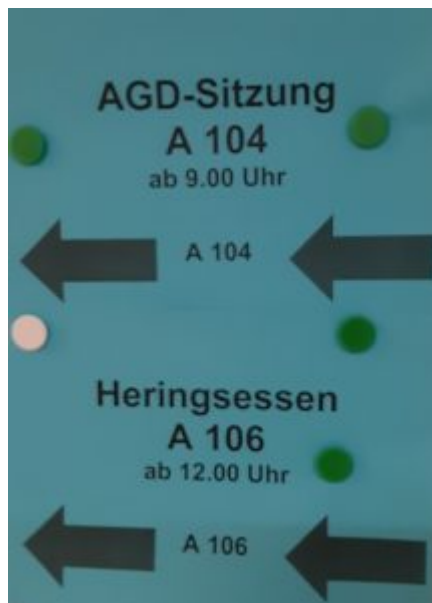 AGD-Sitzung
A 104
ab 9.00 Uhr
A 104
Heringsessen
A 106
ab 12.00 Uhr
A 106